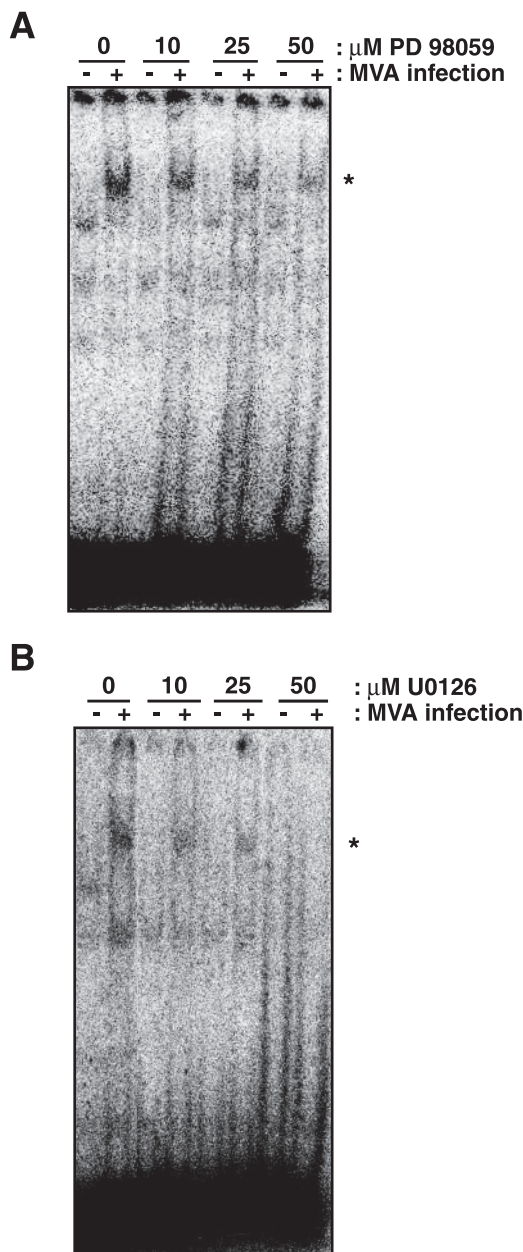 A
0 10 25 50 : μM PD 98059
- + - + - + - + : MVA infection
*
B
0 10 25 50 : μM U0126
- + - + - + - + : MVA infection
*